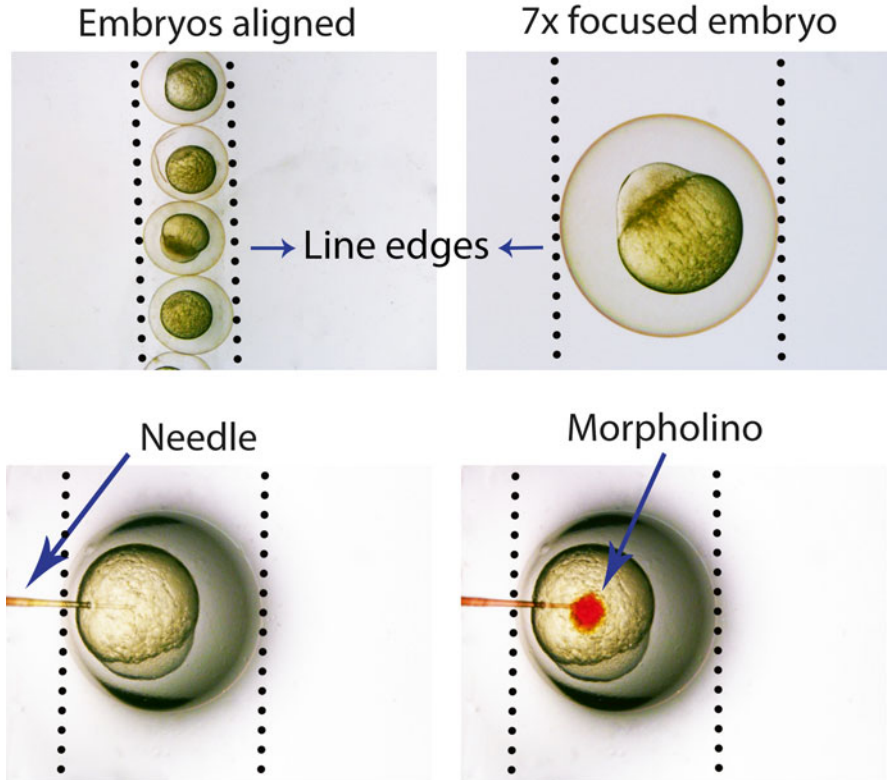 Embryos aligned
7x focused embryo
Line edges
Needle
Morpholino